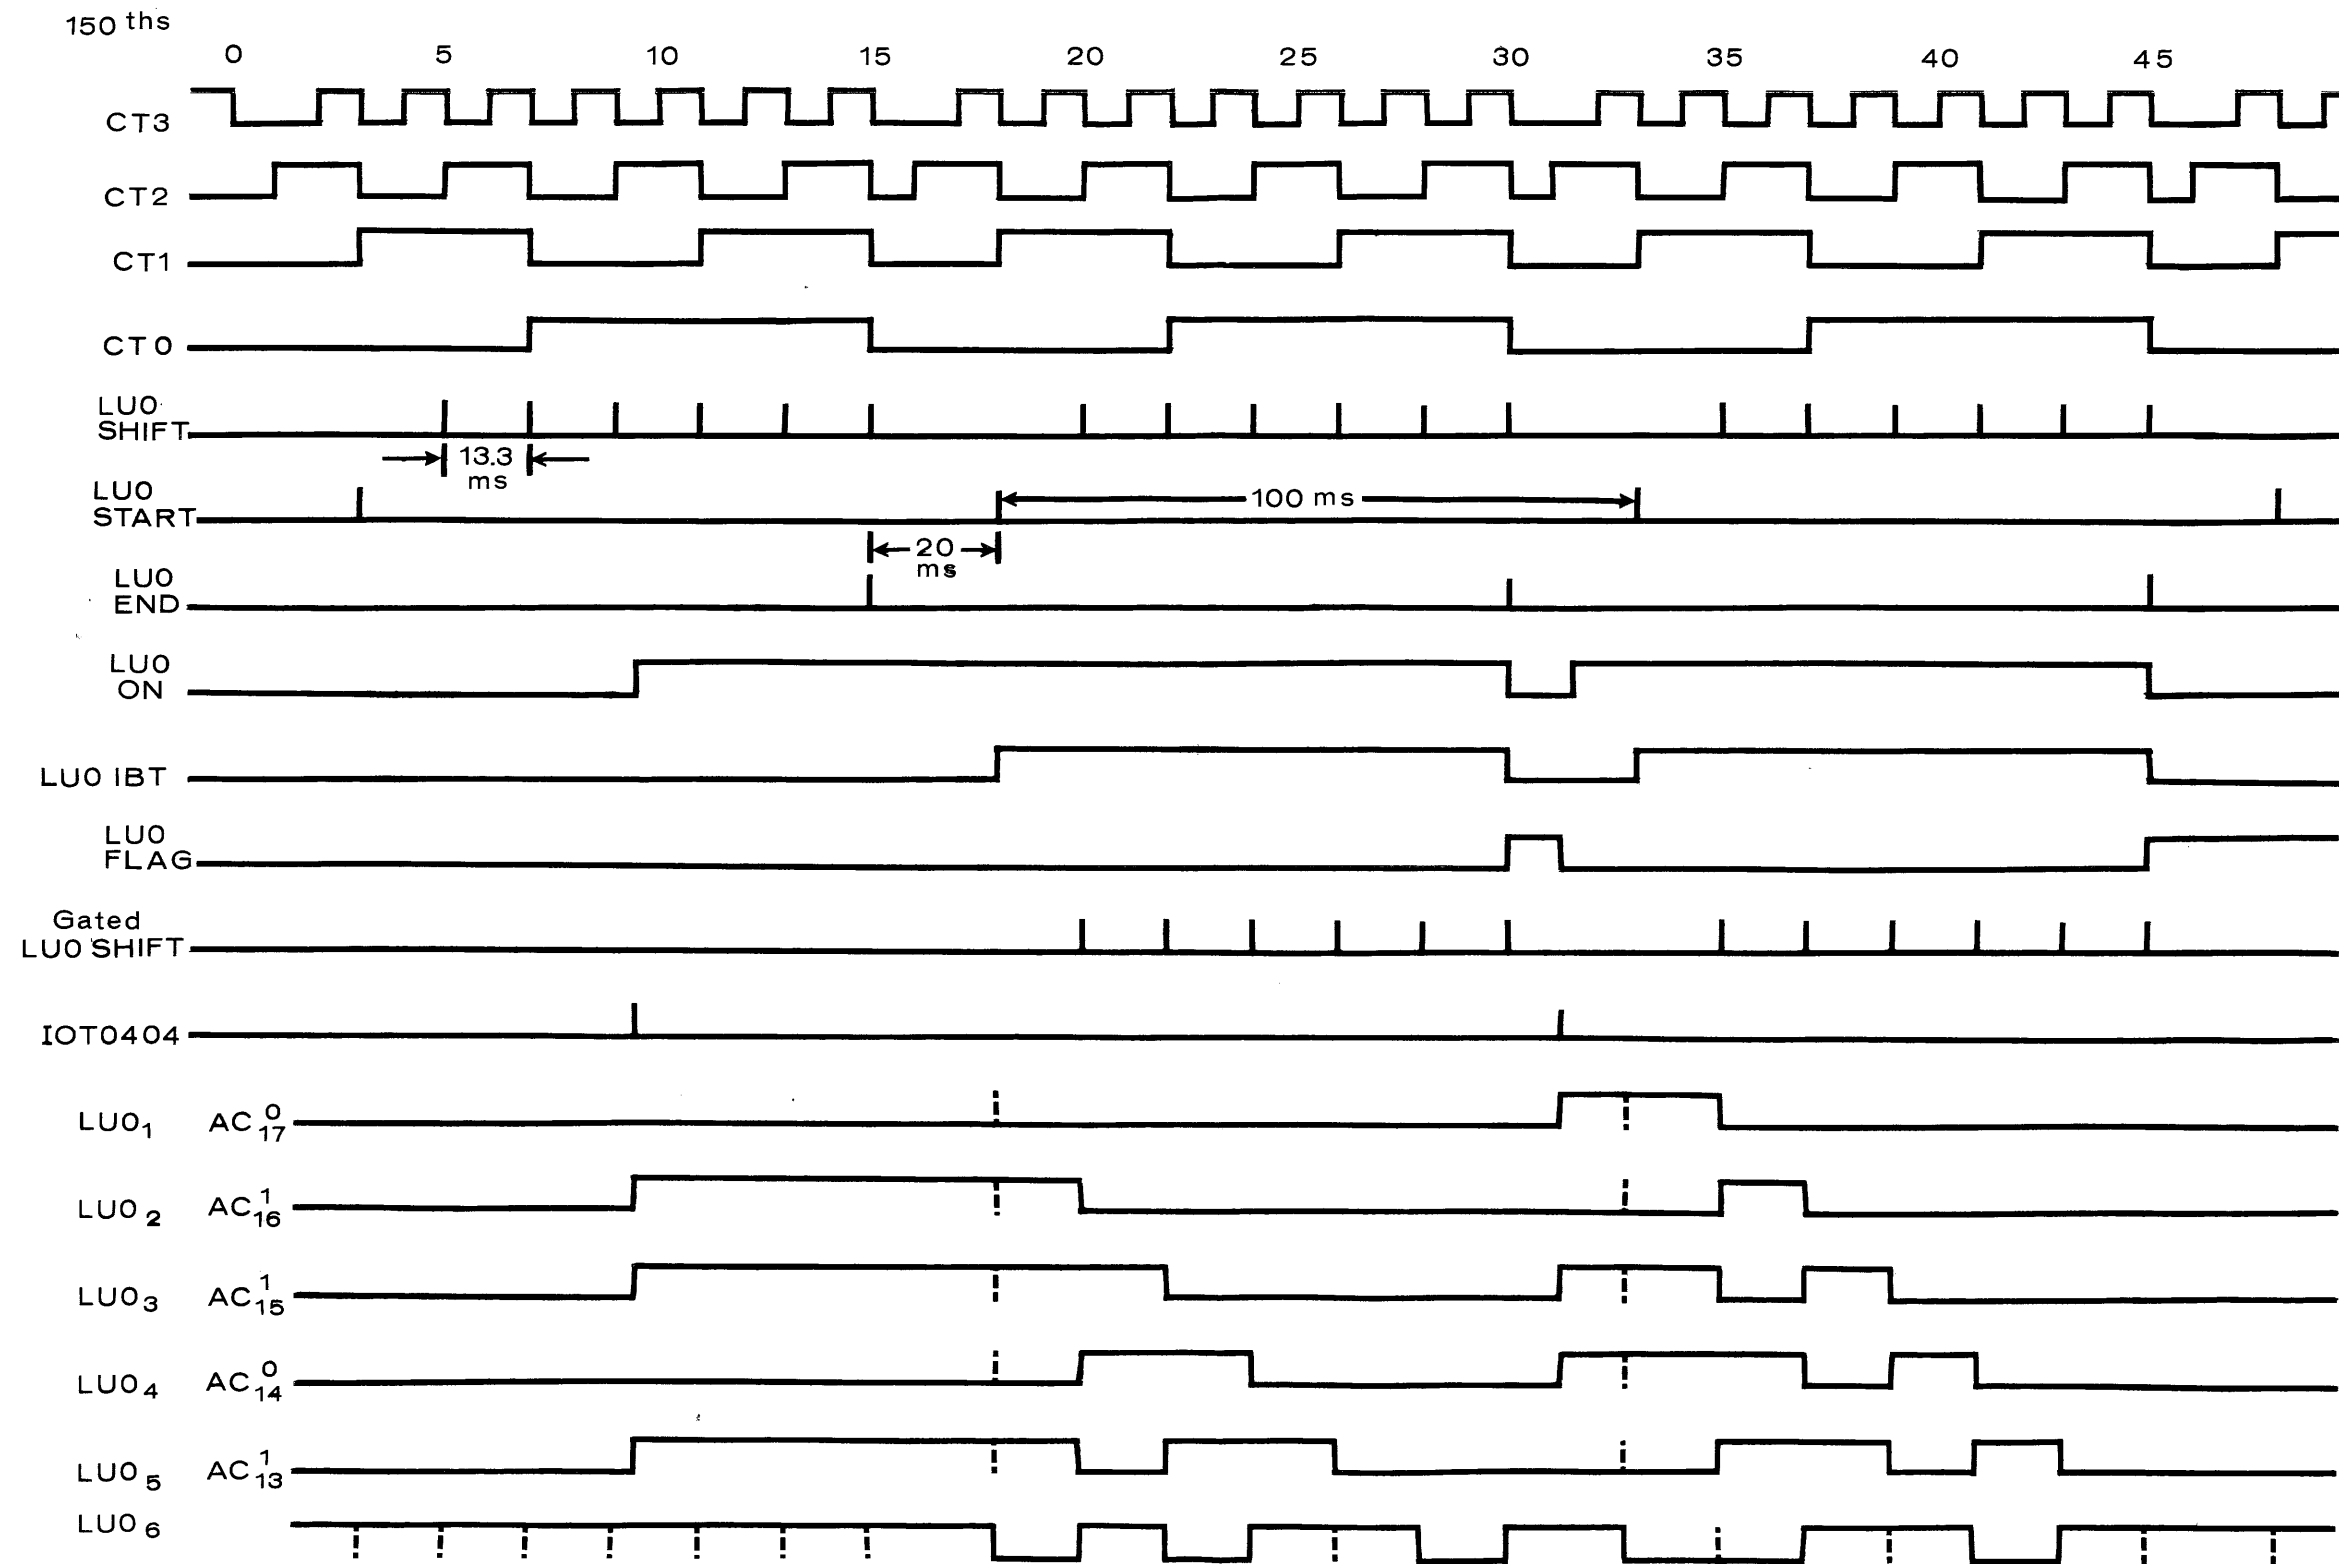 150 ths
0 5 10 15 20 25 30 35 40 45
CT3
CT2
CT1
CT0
LU0
SHIFT
13.3
ms
LU0
START
100 ms
20
ms
LU0
END
LU0
ON
LU0 IBT
LU0
FLAG
Gated
LU0 SHIFT
IOT0404
LU0 1 AC 0 17
LU0 2 AC 1 16
LU0 3 AC 1 15
LU0 4 AC 0 14
LU0 5 AC 1 13
LU0 6